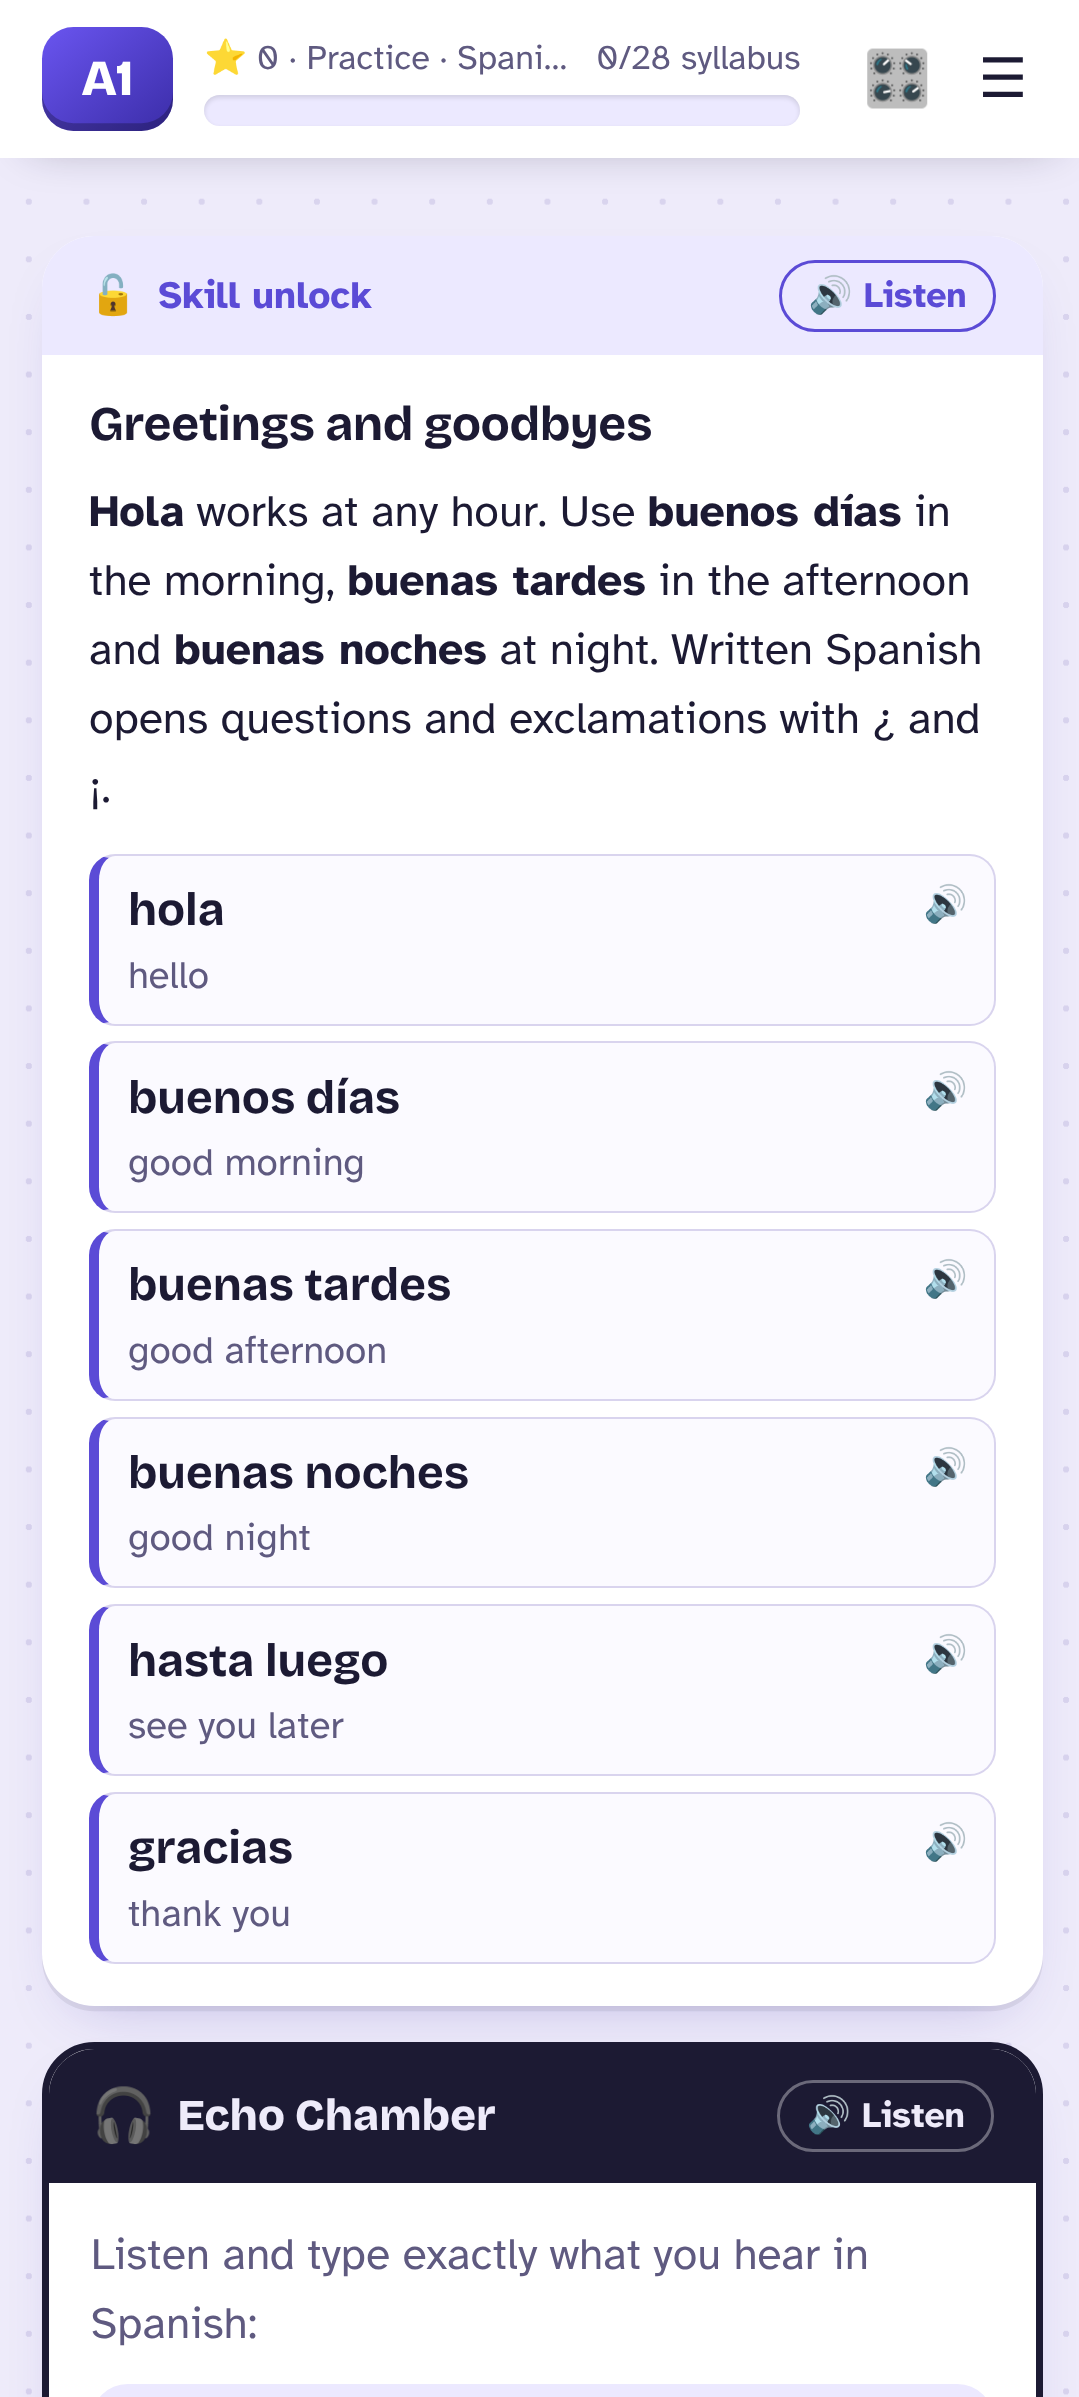 A1
⭐ 0 · Practice · Spani... 0/28 syllabus
Skill unlock
Listen
Greetings and goodbyes
Hola works at any hour. Use buenos días in
the morning, buenas tardes in the afternoon
and buenas noches at night. Written Spanish
opens questions and exclamations with ¿ and
¡.
hola
hello
buenos días
good morning
buenas tardes
good afternoon
buenas noches
good night
hasta luego
see you later
gracias
thank you
Echo Chamber
Listen
Listen and type exactly what you hear in
Spanish: